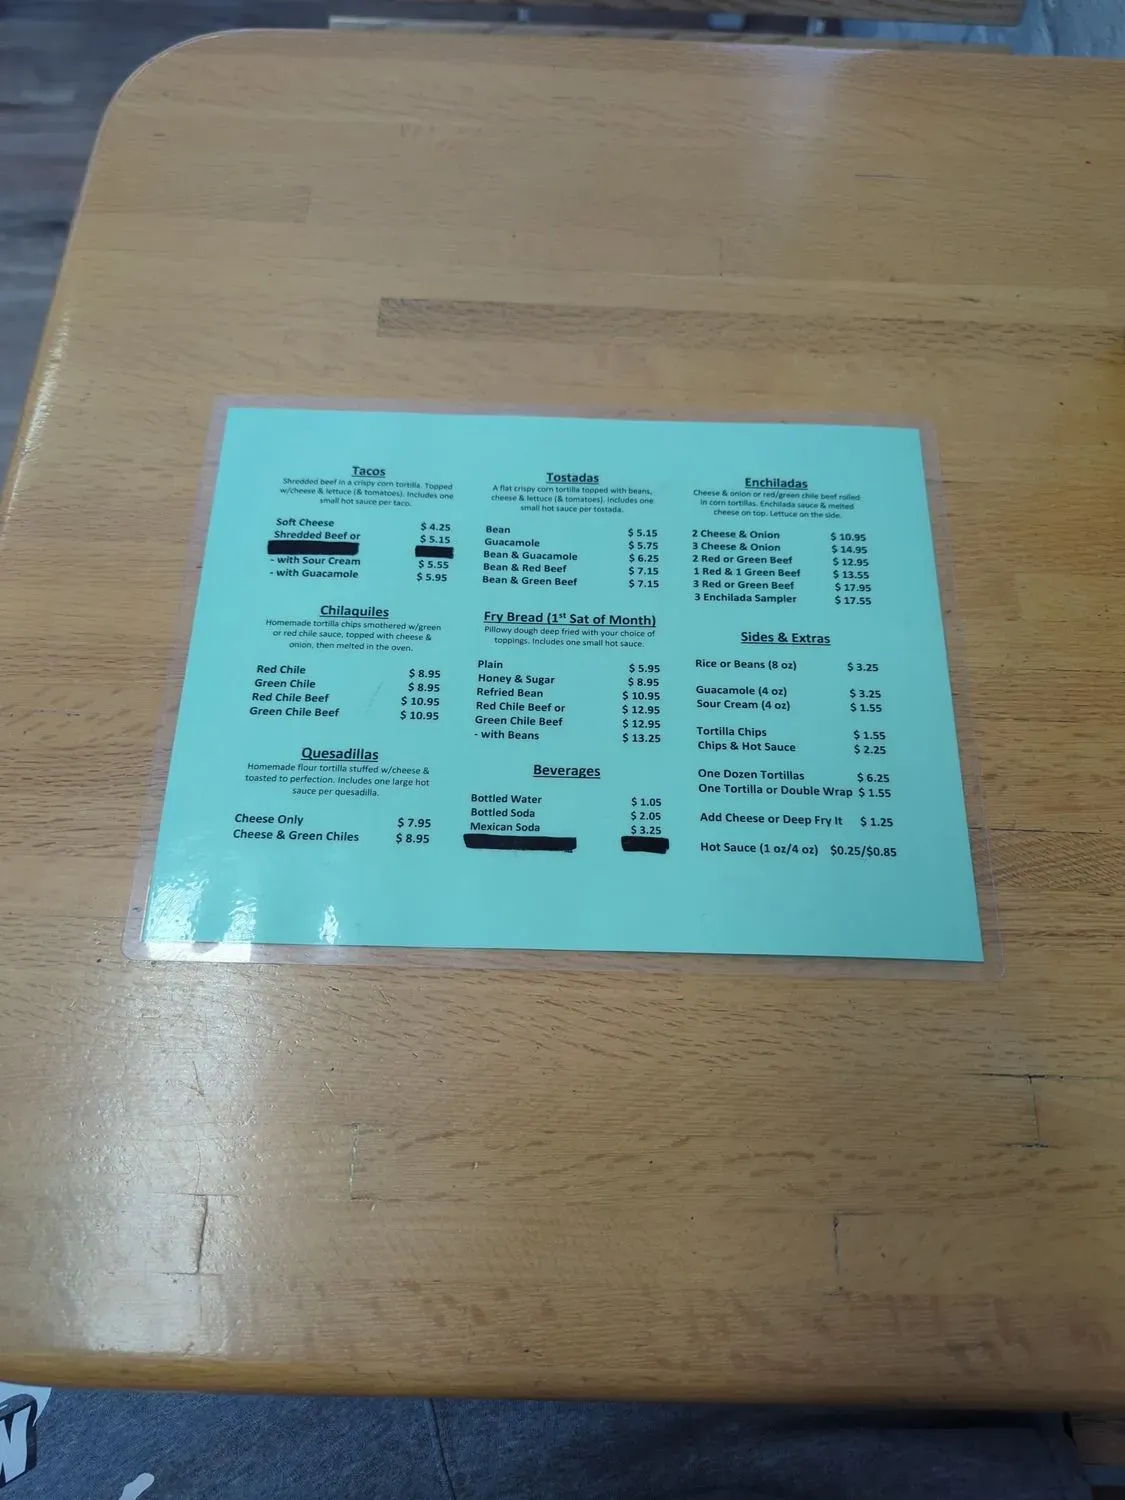 Tacos
Shredded beef in a crispy corn tortilla. Topped
w/cheese & lettuce (& tomatoes). Includes one
small hot sauce per taco.
Soft Cheese $ 4.25
Shredded Beef or $ 5.15
- with Sour Cream $ 5.55
- with Guacamole $ 5.95
Chilaquiles
Homemade tortilla chips smothered w/green
or red chile sauce, topped with cheese &
onion, then melted in the oven.
Red Chile $ 8.95
Green Chile $ 8.95
Red Chile Beef $ 10.95
Green Chile Beef $ 10.95
Quesadillas
Homemade flour tortilla stuffed w/cheese &
toasted to perfection. Includes one large hot
sauce per quesadilla.
Cheese Only $ 7.95
Cheese & Green Chiles $ 8.95
Tostadas
A flat crispy corn tortilla topped with beans,
cheese & lettuce (& tomatoes). Includes one
small hot sauce per tostada.
Bean $ 5.15
Guacamole $ 5.75
Bean & Guacamole $ 6.25
Bean & Red Beef $ 7.15
Bean & Green Beef $ 7.15
Fry Bread (1st Sat of Month)
Pillowy dough deep fried with your choice of
toppings. Includes one small hot sauce.
Plain $ 5.95
Honey & Sugar $ 8.95
Refried Bean $ 10.95
Red Chile Beef or $ 12.95
Green Chile Beef $ 12.95
- with Beans $ 13.25
Beverages
Bottled Water $ 1.05
Bottled Soda $ 2.05
Mexican Soda $ 3.25
Enchiladas
Cheese & onion or red/green chile beef rolled
in corn tortillas. Enchilada sauce & melted
cheese on top. Lettuce on the side.
2 Cheese & Onion $ 10.95
3 Cheese & Onion $ 14.95
2 Red or Green Beef $ 12.95
1 Red & 1 Green Beef $ 13.55
3 Red or Green Beef $ 17.95
3 Enchilada Sampler $ 17.55
Sides & Extras
Rice or Beans (8 oz) $ 3.25
Guacamole (4 oz) $ 3.25
Sour Cream (4 oz) $ 1.55
Tortilla Chips $ 1.55
Chips & Hot Sauce $ 2.25
One Dozen Tortillas $ 6.25
One Tortilla or Double Wrap $ 1.55
Add Cheese or Deep Fry It $ 1.25
Hot Sauce (1 oz/4 oz) $0.25/$0.85